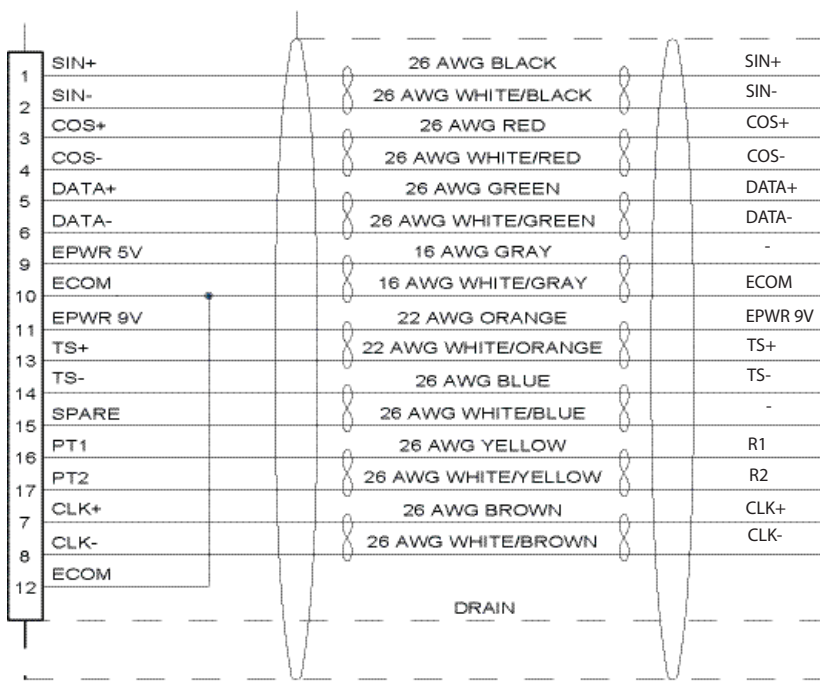 SIN+ 26 AWG BLACK SIN+
1
SIN- 26 AWG WHITE/BLACK SIN-
2
COS+ 26 AWG RED COS+
3
COS- 26 AWG WHITE/RED COS-
4
DATA+ 26 AWG GREEN DATA+
5
DATA- 26 AWG WHITE/GREEN DATA-
6
EPWR 5V 16 AWG GRAY -
9
ECOM 16 AWG WHITE/GRAY ECOM
10
EPWR 9V 22 AWG ORANGE EPWR 9V
11
TS+ 22 AWG WHITE/ORANGE TS+
13
TS- 26 AWG BLUE TS-
14
SPARE 26 AWG WHITE/BLUE -
15
PT1 26 AWG YELLOW R1
16
PT2 26 AWG WHITE/YELLOW R2
17
CLK+ 26 AWG BROWN CLK+
7
CLK- 26 AWG WHITE/BROWN CLK-
8
ECOM
12
DRAIN